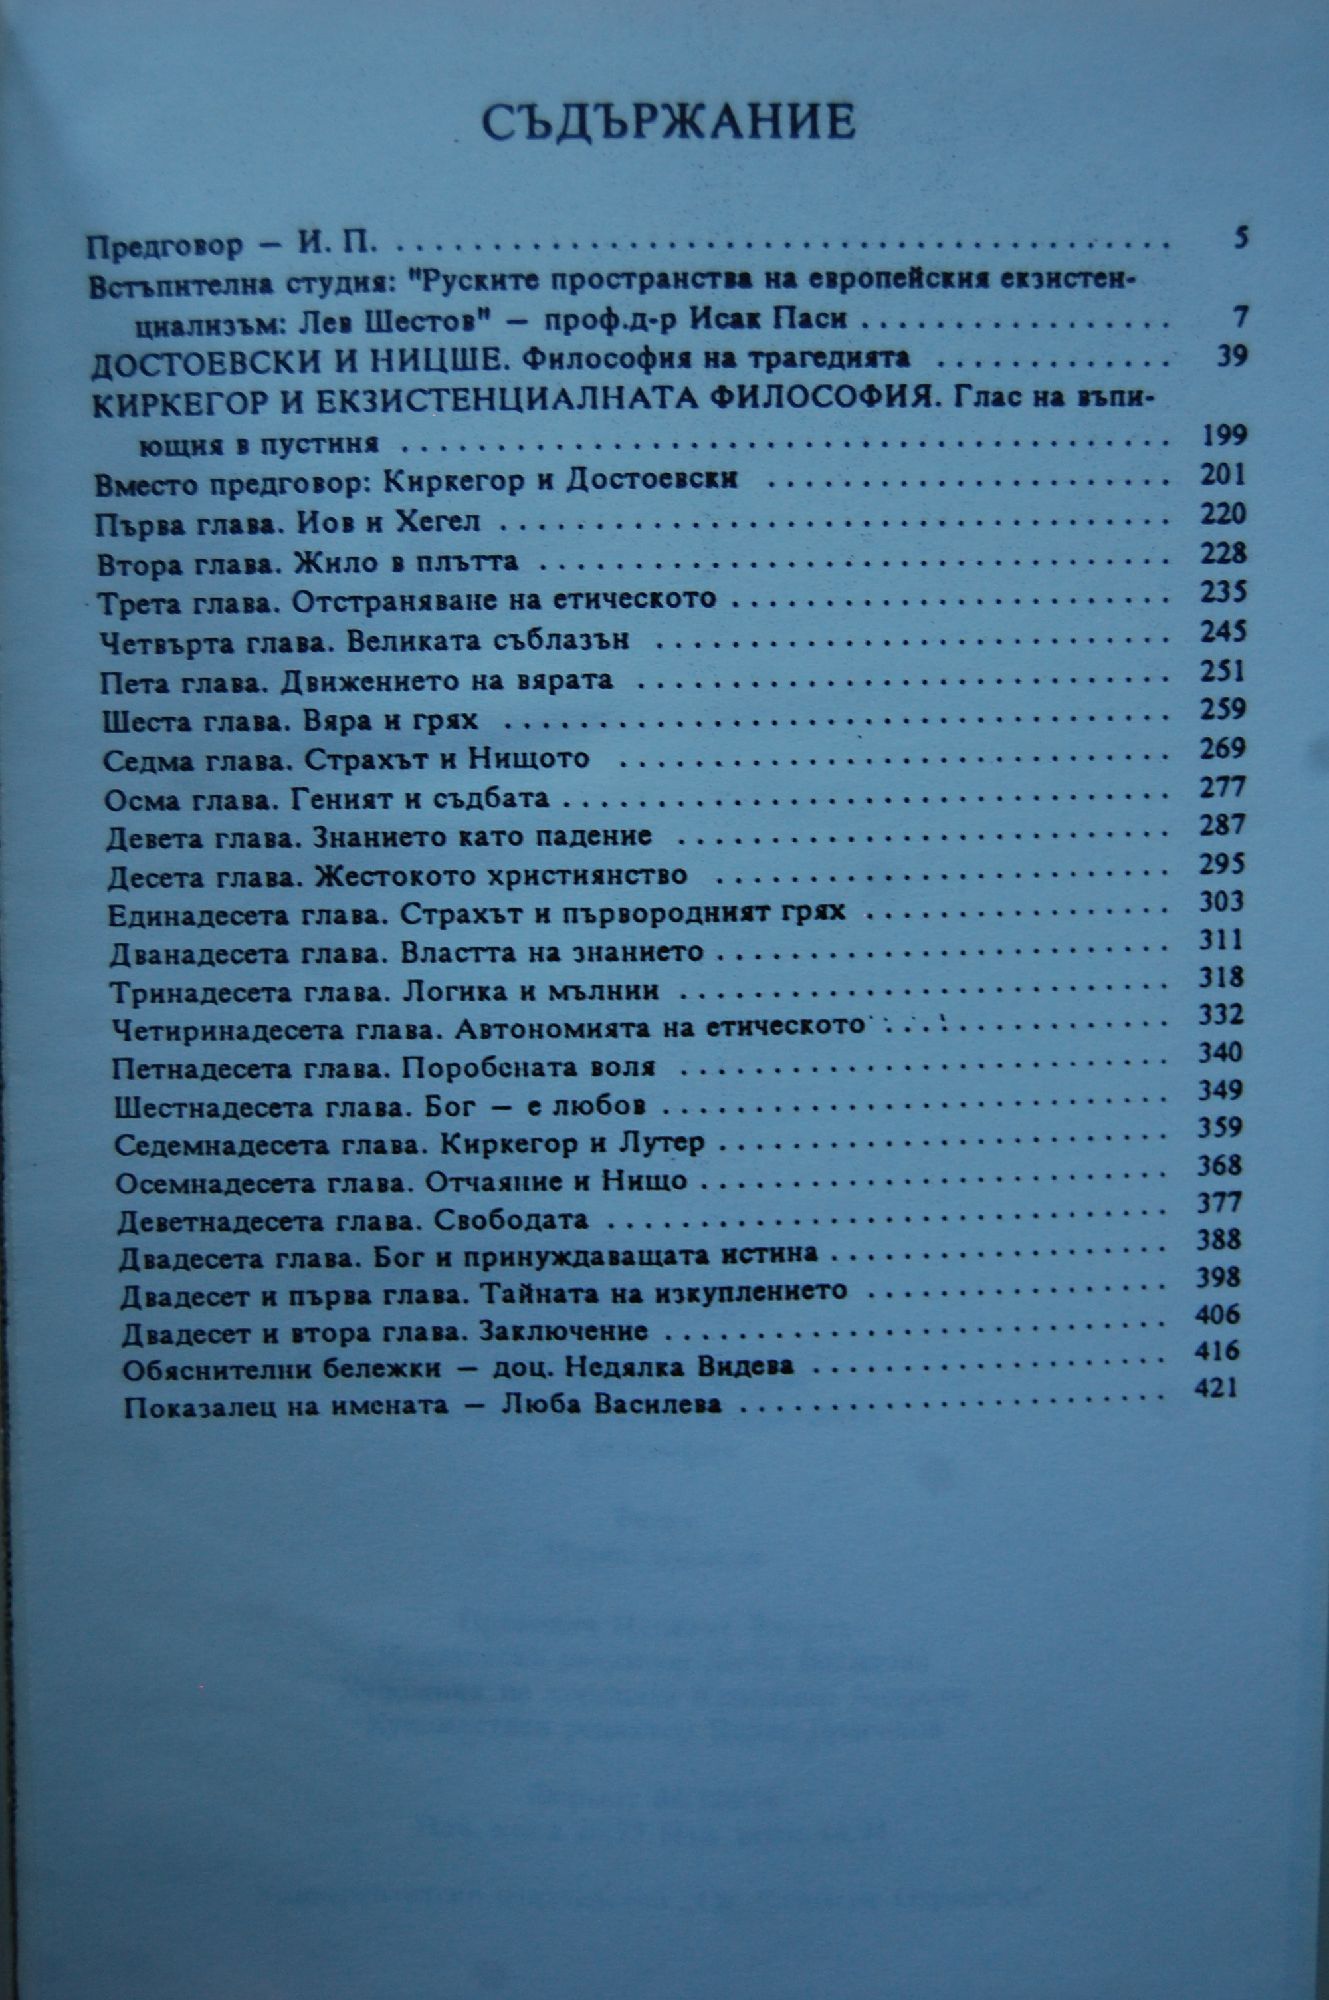 СЪДЪРЖАНИЕ
Предговор — И. П. . . . . . . . . . . . . . . . . . . . 5
Встъпителна студия: "Руските пространства на европейския екзистен-
циализъм: Лев Шестов" — проф.д-р Исак Паси . . . . . . . . . . 7
ДОСТОЕВСКИ И НИЦШЕ. Философия на трагедията . . . . . . . . . . 39
КИРКЕГОР И ЕКЗИСТЕНЦИАЛНАТА ФИЛОСОФИЯ. Глас на въпи-
ющия в пустиня . . . . . . . . . . 199
Вместо предговор: Киркегор и Достоевски . . . . . . . . . . 201
Първа глава. Иов и Хегел . . . . . . . . . . 220
Втора глава. Жило в плътта . . . . . . . . . . 228
Трета глава. Отстраняване на етическото . . . . . . . . . . 235
Четвърта глава. Великата съблазън . . . . . . . . . . 245
Пета глава. Движението на вярата . . . . . . . . . . 251
Шеста глава. Вяра и грях . . . . . . . . . . 259
Седма глава. Страхът и Нищото . . . . . . . . . . 269
Осма глава. Геният и съдбата . . . . . . . . . . 277
Девета глава. Знанието като падение . . . . . . . . . . 287
Десета глава. Жестокото християнство . . . . . . . . . . 295
Единадесета глава. Страхът и първородният грях . . . . . . . . . . 303
Дванадесета глава. Властта на знанието . . . . . . . . . . 311
Тринадесета глава. Логика и мълнии . . . . . . . . . . 318
Четиринадесета глава. Автономията на етическото . . . . . . . . . . 332
Петнадесета глава. Поробената воля . . . . . . . . . . 340
Шестнадесета глава. Бог — е любов . . . . . . . . . . 349
Седемнадесета глава. Киркегор и Лутер . . . . . . . . . . 359
Осемнадесета глава. Отчаяние и Нищо . . . . . . . . . . 368
Деветнадесета глава. Свободата . . . . . . . . . . 377
Двадесета глава. Бог и принуждаващата истина . . . . . . . . . . 388
Двадесет и първа глава. Тайната на изкуплението . . . . . . . . . . 398
Двадесет и втора глава. Заключение . . . . . . . . . . 406
Обяснителни бележки — доц. Недялка Видева . . . . . . . . . . 416
Показалец на имената — Люба Василева . . . . . . . . . . 421